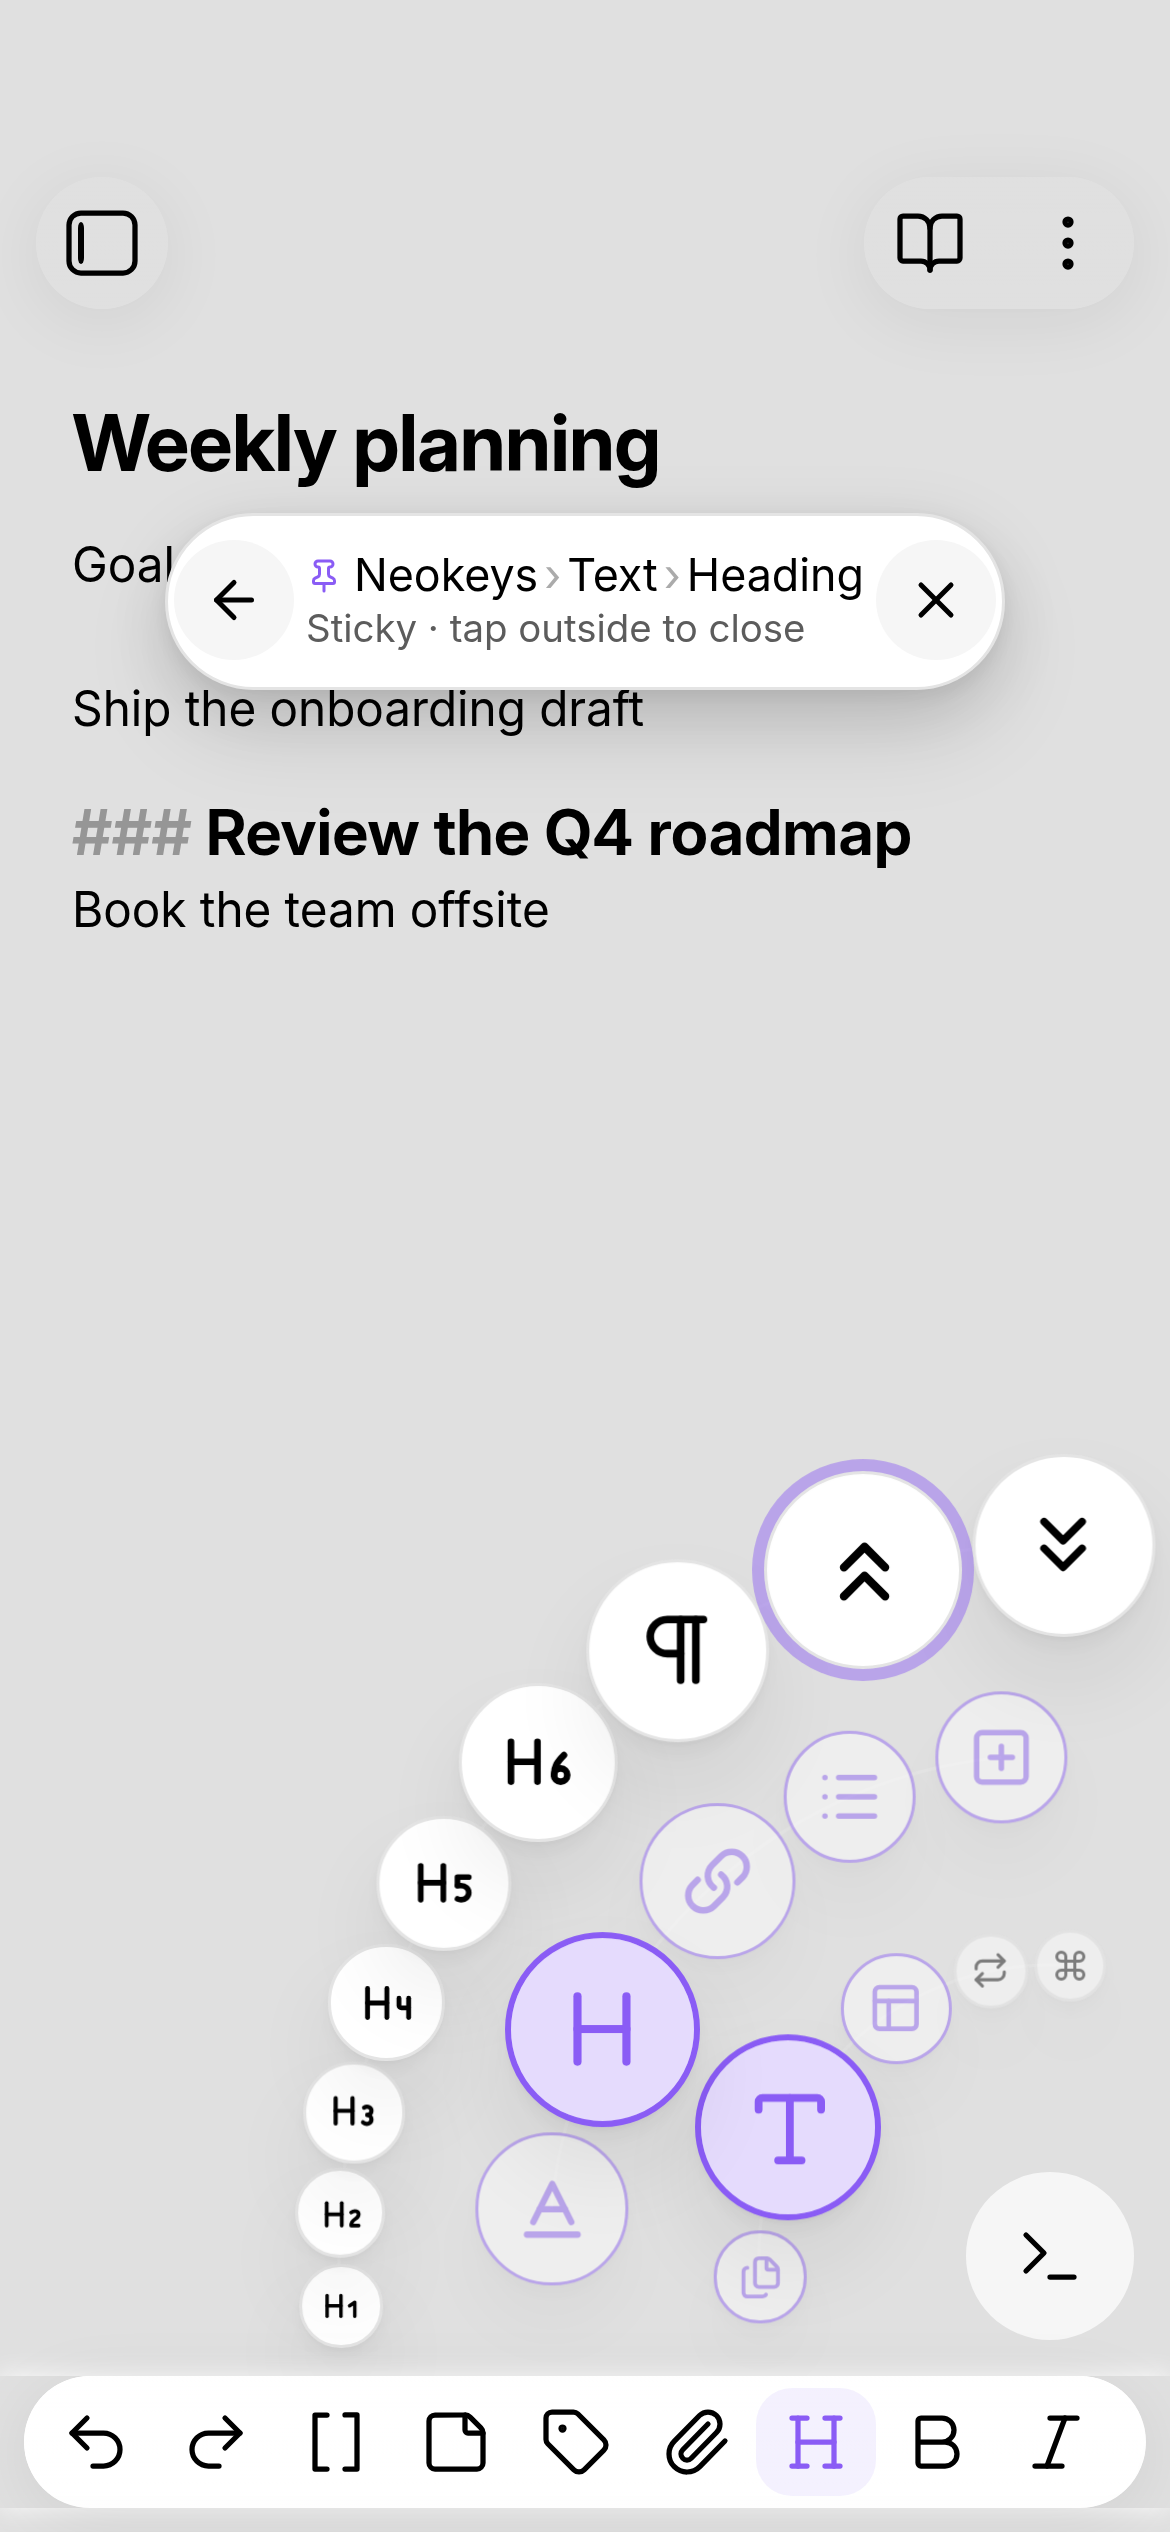 Weekly planning
Goal
Neokeys › Text › Heading
Sticky · tap outside to close
Ship the onboarding draft
### Review the Q4 roadmap
Book the team offsite
¶
H6
H5
H4
H
H3
T
A
H2
H1
[ ]
H
B
I